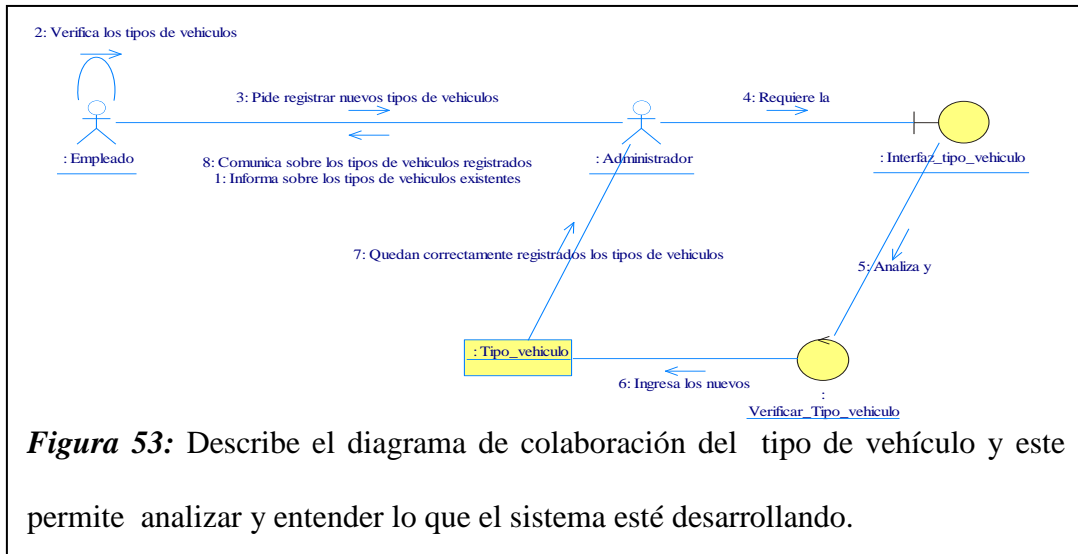 2: Verifica los tipos de vehiculos
3: Pide registrar nuevos tipos de vehiculos
4: Requiere la
: Empleado
8: Comunica sobre los tipos de vehiculos registrados
1: Informa sobre los tipos de vehiculos existentes
: Administrador
: Interfaz_tipo_vehiculo
7: Quedan correctamente registrados los tipos de vehiculos
5: Analiza y
: Tipo_vehiculo
6: Ingresa los nuevos
:
Verificar_Tipo_vehiculo
Figura 53: Describe el diagrama de colaboración del tipo de vehículo y este
permite analizar y entender lo que el sistema esté desarrollando.